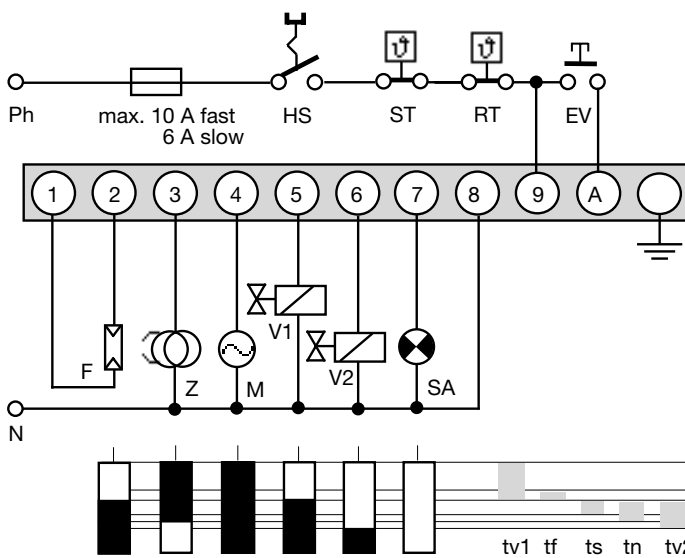 ϑ ϑ
Ph max. 10 A fast HS ST RT EV
6 A slow
1 2 3 4 5 6 7 8 9 A
V1
F Z M V2 SA
N
tv1 tf ts tn tv2